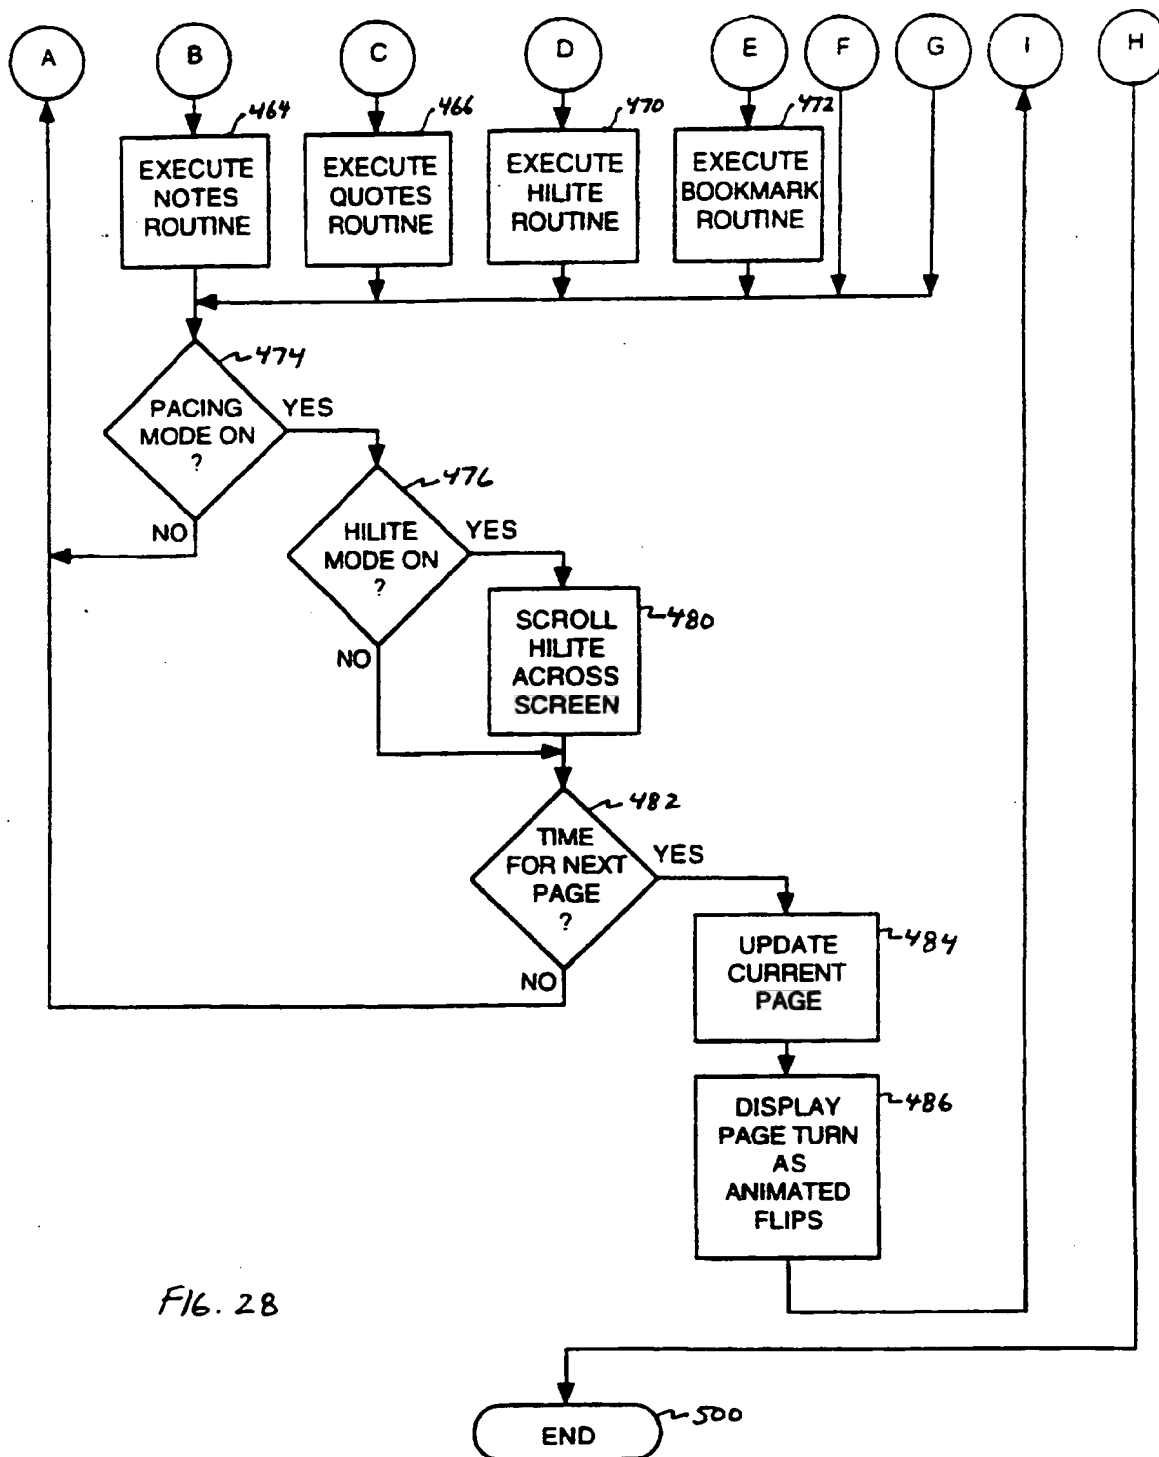 A B C D E F G I H
464 466 470 472
EXECUTE
NOTES
ROUTINE
EXECUTE
QUOTES
ROUTINE
EXECUTE
HILITE
ROUTINE
EXECUTE
BOOKMARK
ROUTINE
474
PACING
MODE ON
?
YES
NO
476
HILITE
MODE ON
?
YES
NO
480
SCROLL
HILITE
ACROSS
SCREEN
482
TIME
FOR NEXT
PAGE
?
YES
NO
484
UPDATE
CURRENT
PAGE
486
DISPLAY
PAGE TURN
AS
ANIMATED
FLIPS
FIG. 28
500
END